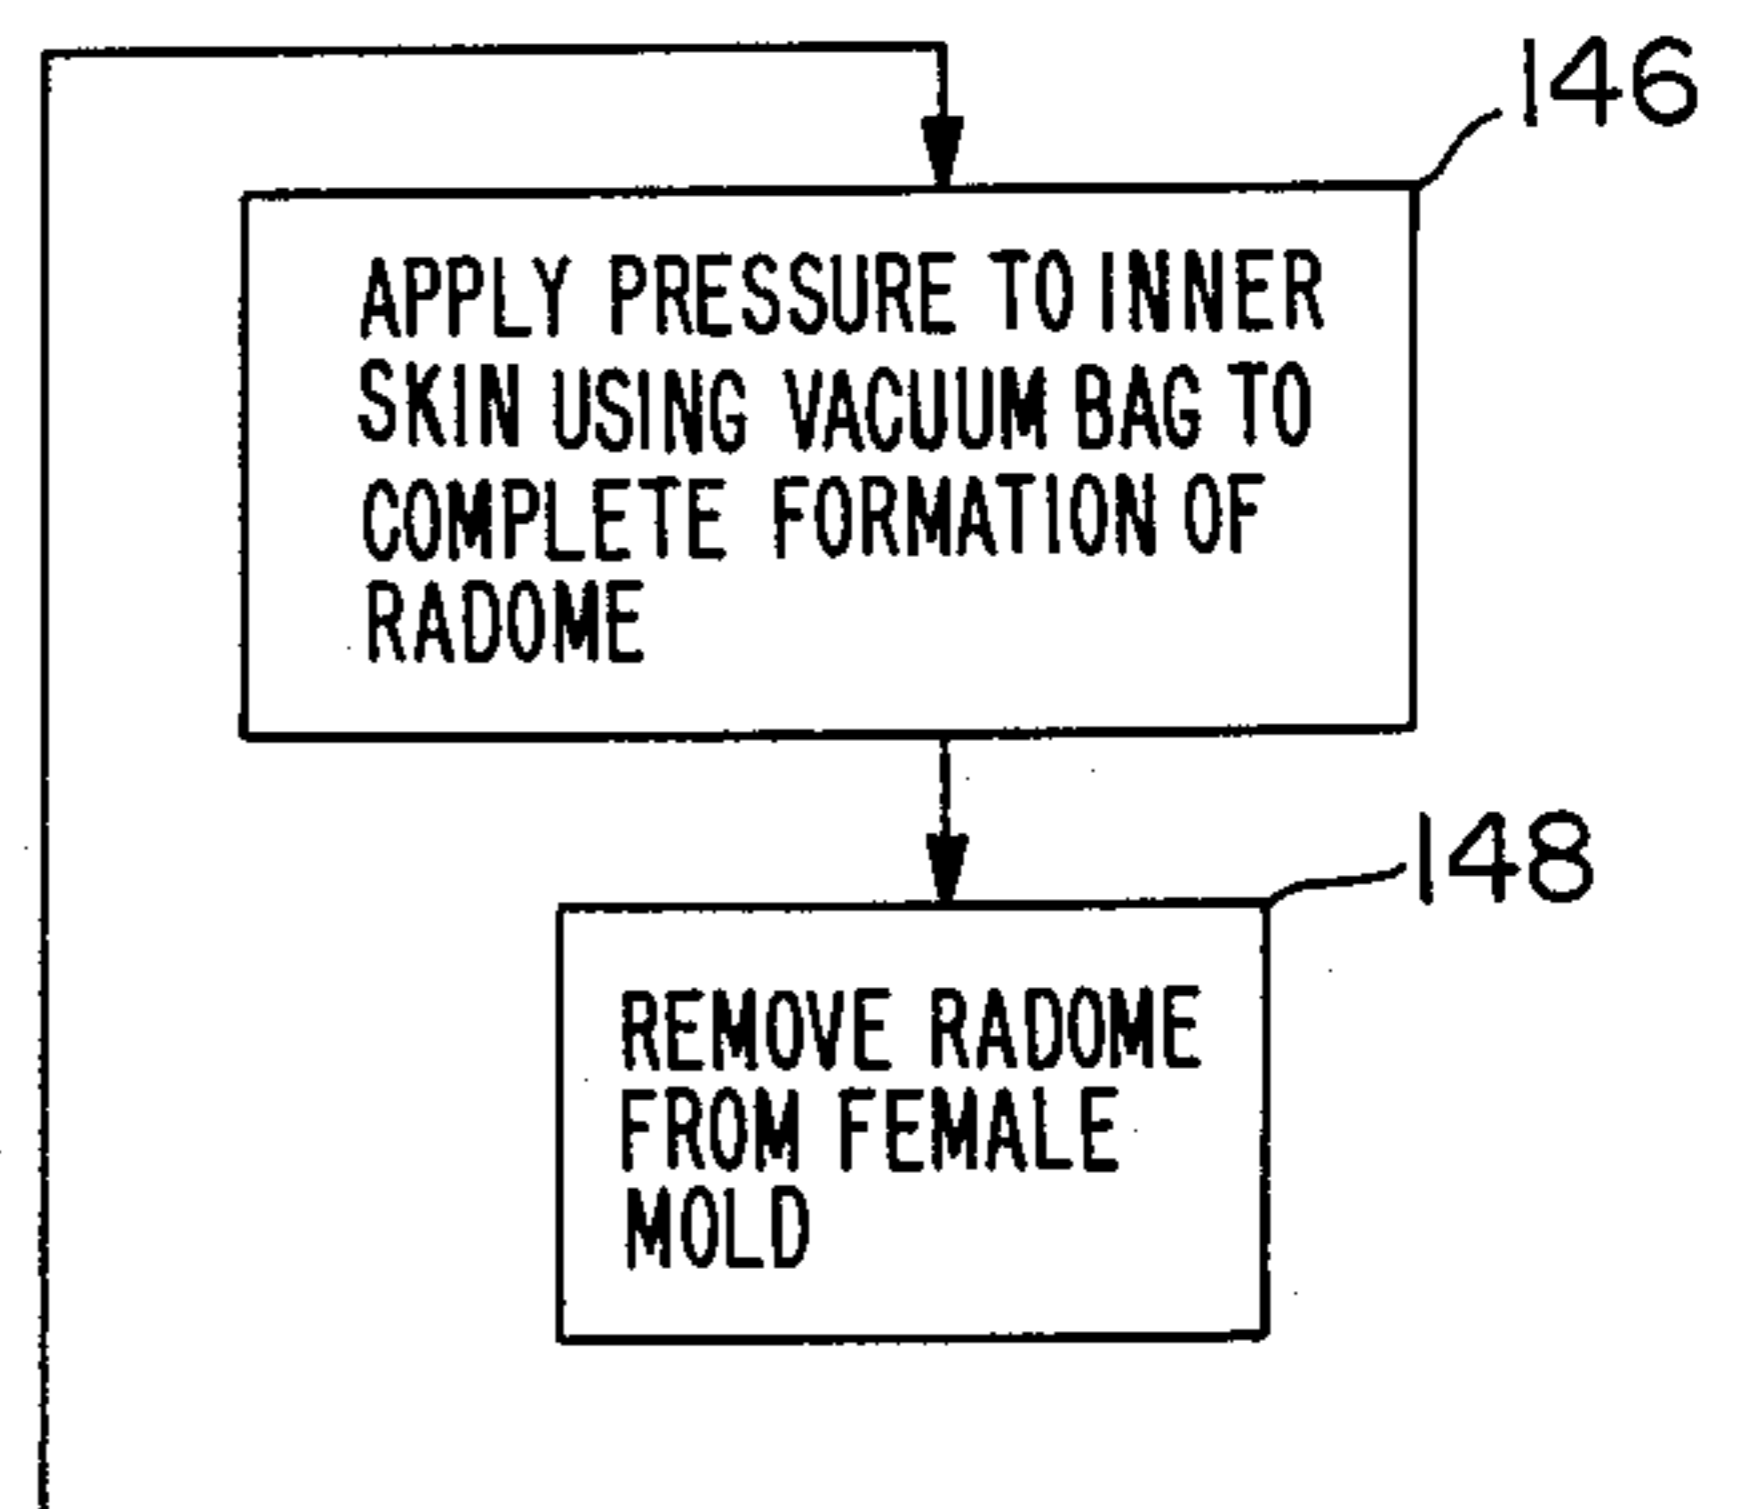 146
APPLY PRESSURE TO INNER
SKIN USING VACUUM BAG TO
COMPLETE FORMATION OF
RADOME
148
REMOVE RADOME
FROM FEMALE
MOLD